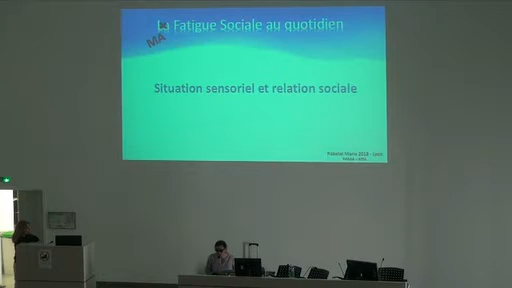 La Fatigue Sociale au quotidien
MA
Situation sensoriel et relation sociale